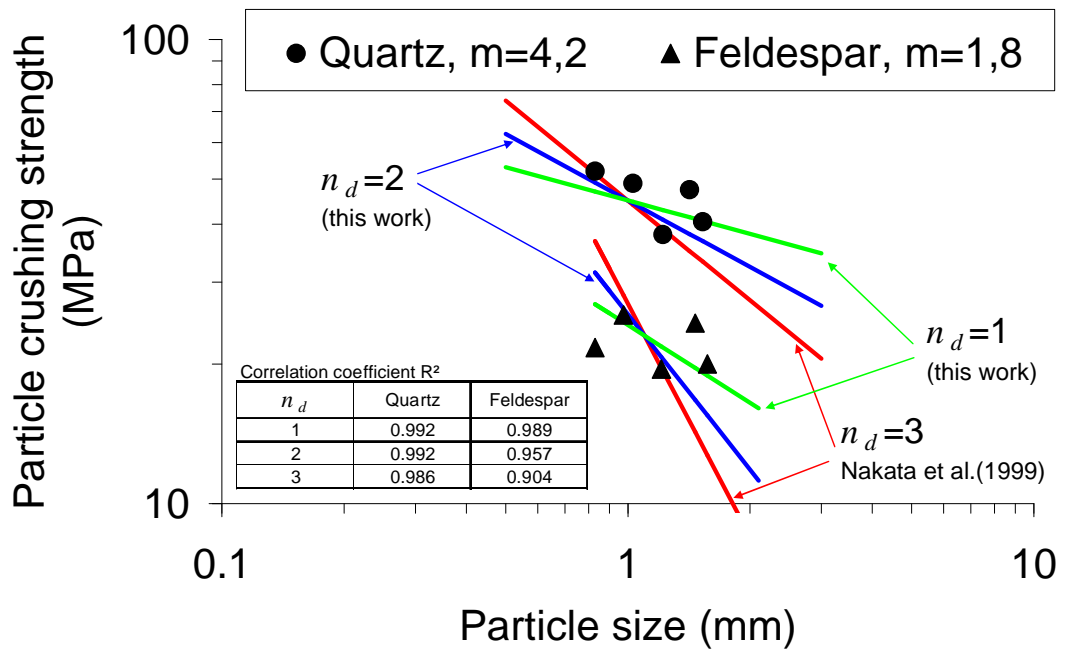 Particle crushing strength
(MPa)
100
10
Quartz, m=4,2
Feldespar, m=1,8
n d =2
(this work)
n d =1
(this work)
n d =3
Nakata et al.(1999)
Correlation coefficient R²
n d Quartz Feldespar
1 0.992 0.989
2 0.992 0.957
3 0.986 0.904
0.1 1 10
Particle size (mm)